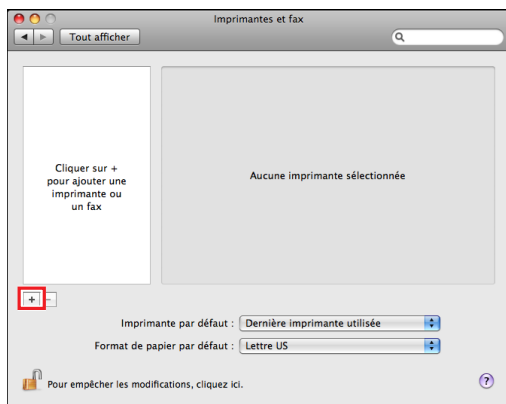 Imprimantes et fax
Tout afficher
Cliquer sur +
pour ajouter une
imprimante ou
un fax
Aucune imprimante sélectionnée
+ −
Imprimante par défaut : Dernière imprimante utilisée
Format de papier par défaut : Lettre US
Pour empêcher les modifications, cliquez ici.
?